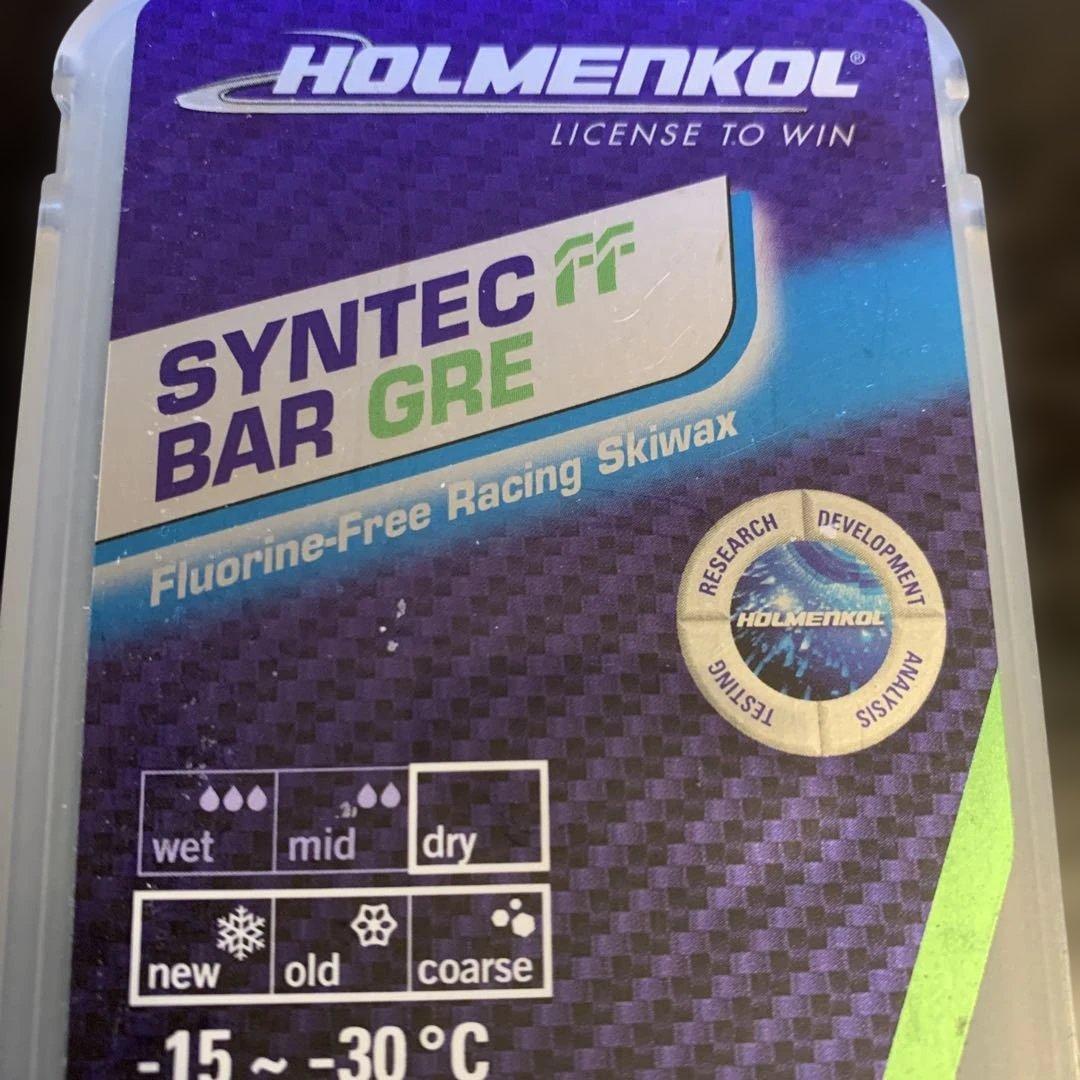 HOLMENKOL®
LICENSE TO WIN
SYNTEC FF
BAR GRE
Fluorine-Free Racing Skiwax
RESEARCH DEVELOPMENT
HOLMENKOL
TESTING ANALYSIS
wet mid dry
new old coarse
-15 ~ -30 °C